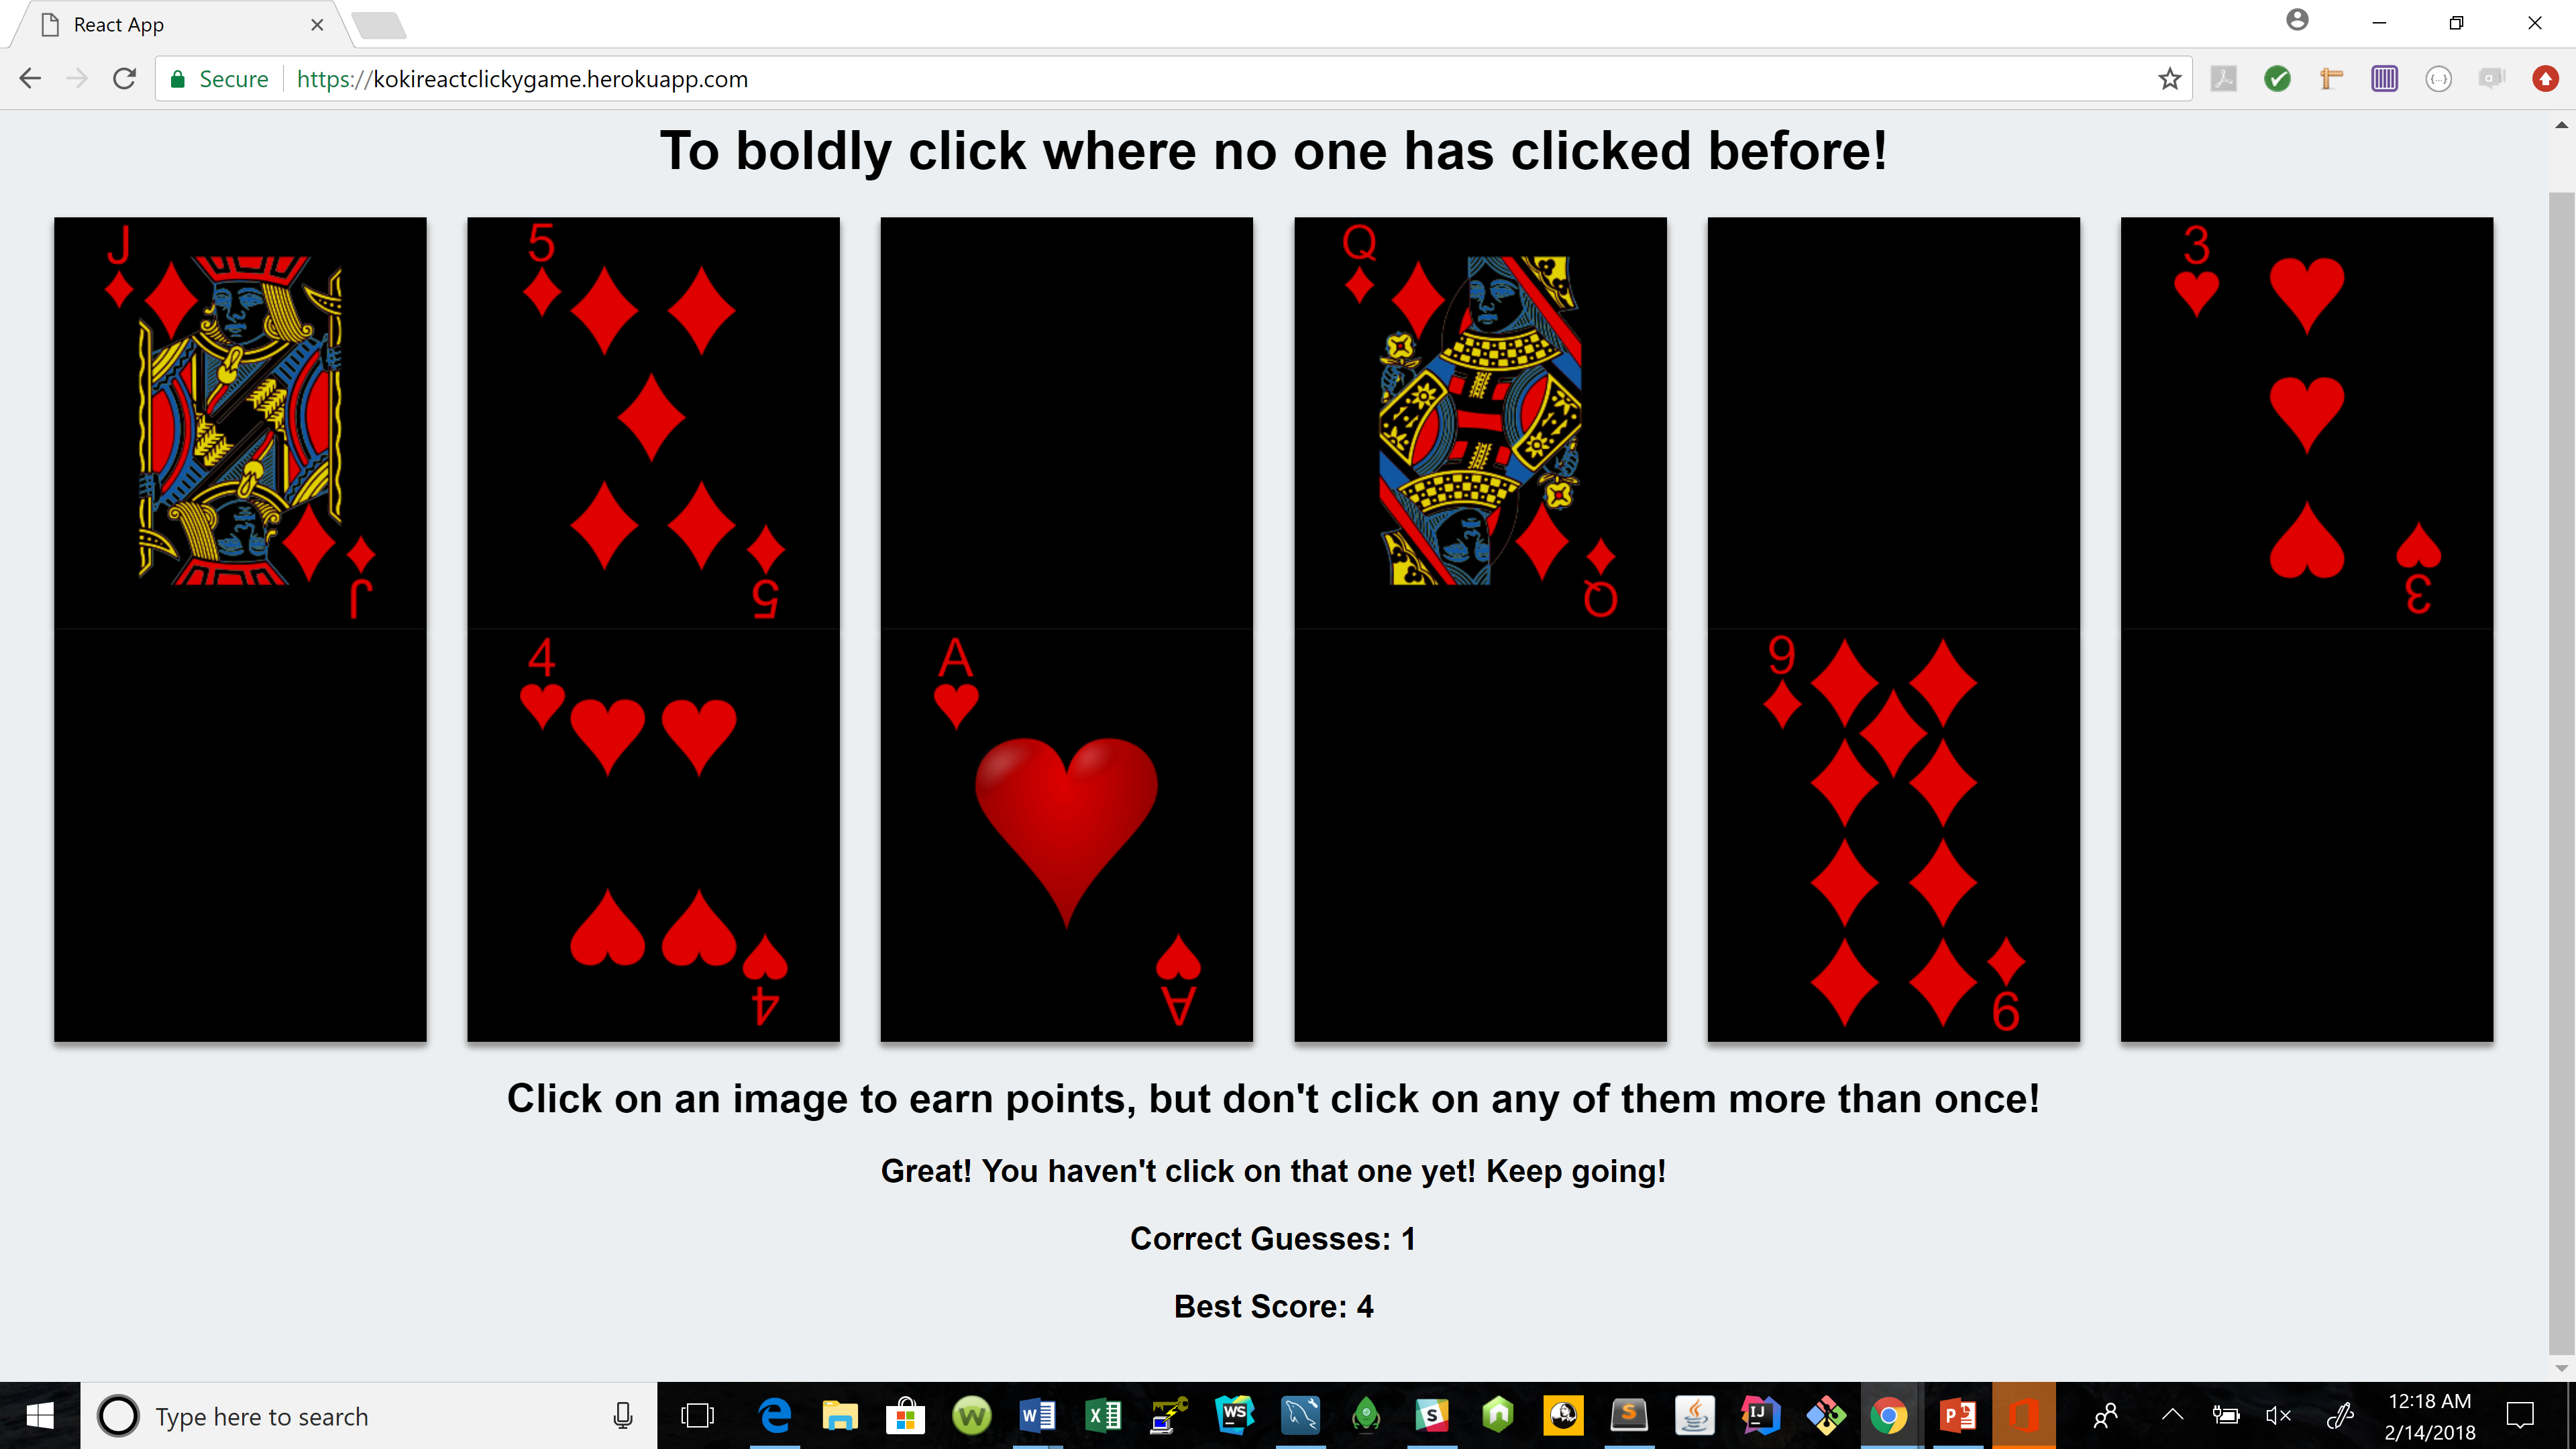 React App
Secure https://kokireactclickygame.herokuapp.com
To boldly click where no one has clicked before!
J 5 Q 3
J 5 Q 3
4 A 9
4 A 9
Click on an image to earn points, but don't click on any of them more than once!
Great! You haven't click on that one yet! Keep going!
Correct Guesses: 1
Best Score: 4
Type here to search
12:18 AM
2/14/2018